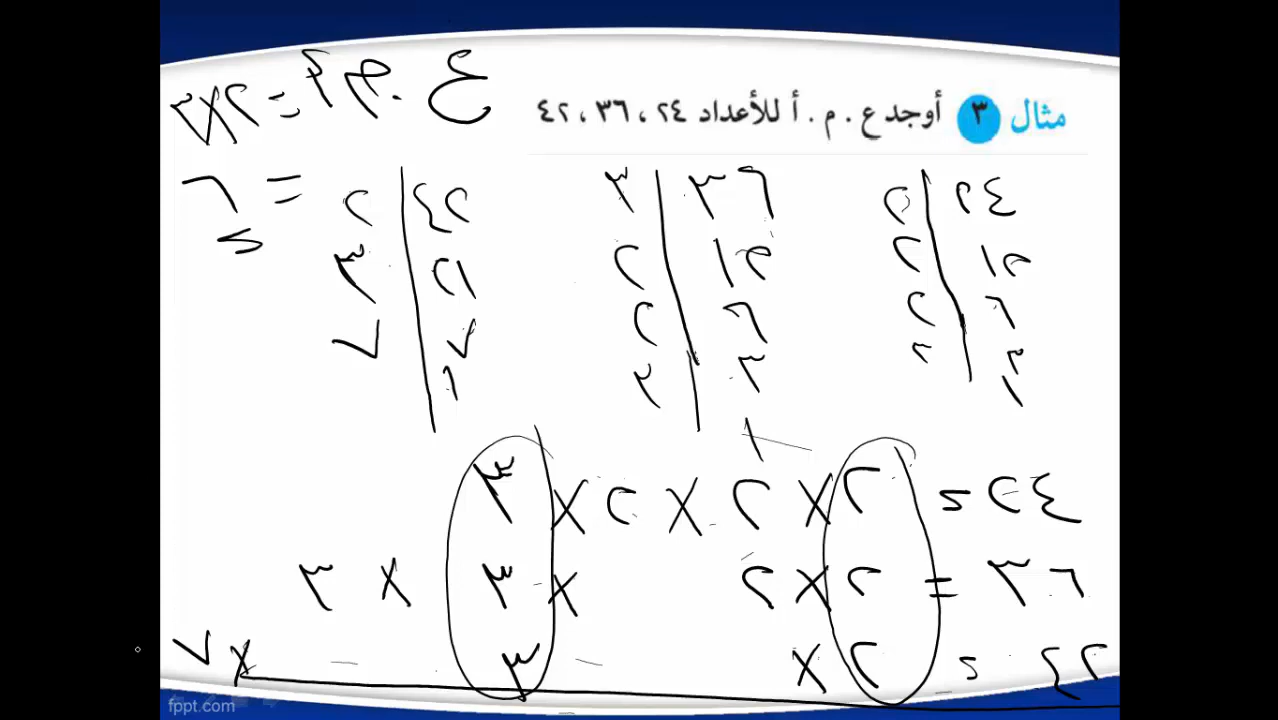 مثال ٣ أوجد ع . م . أ للأعداد ٢٤ ، ٣٦ ، ٤٢
ع . م . أ = ٢ × ٣
= ٦
٢٤ ٢
١٢ ٢
٦ ٢
٣ ٣
١
٣٦ ٣
١٢ ٢
٦ ٢
٣ ٣
١
٤٢ ٢
٢١ ٣
٧ ٧
١
٢٤ = ٢ × ٢ × ٢ × ٣
٣٦ = ٢ × ٢ × ٣ × ٣
٤٢ = ٢ × ٣ × ٧
fppt.com